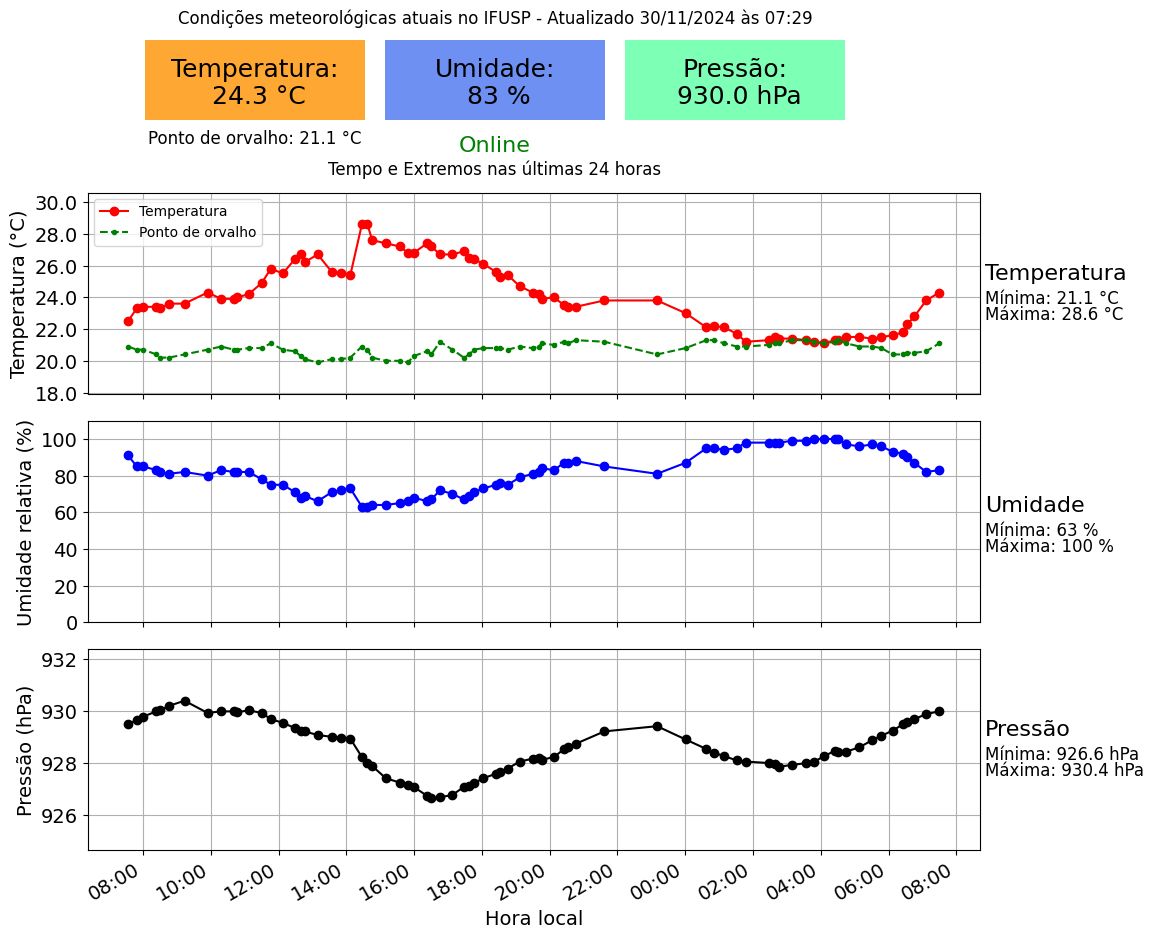 Condições meteorológicas atuais no IFUSP - Atualizado 30/11/2024 às 07:29
Temperatura:
24.3 °C
Umidade:
83 %
Pressão:
930.0 hPa
Ponto de orvalho: 21.1 °C
Online
Tempo e Extremos nas últimas 24 horas
Temperatura (°C)
30.0
28.0
26.0
24.0
22.0
20.0
18.0
Temperatura
Ponto de orvalho
Temperatura
Mínima: 21.1 °C
Máxima: 28.6 °C
Umidade relativa (%)
100
80
60
40
20
0
Umidade
Mínima: 63 %
Máxima: 100 %
Pressão (hPa)
932
930
928
926
Pressão
Mínima: 926.6 hPa
Máxima: 930.4 hPa
08:00 10:00 12:00 14:00 16:00 18:00 20:00 22:00 00:00 02:00 04:00 06:00 08:00
Hora local